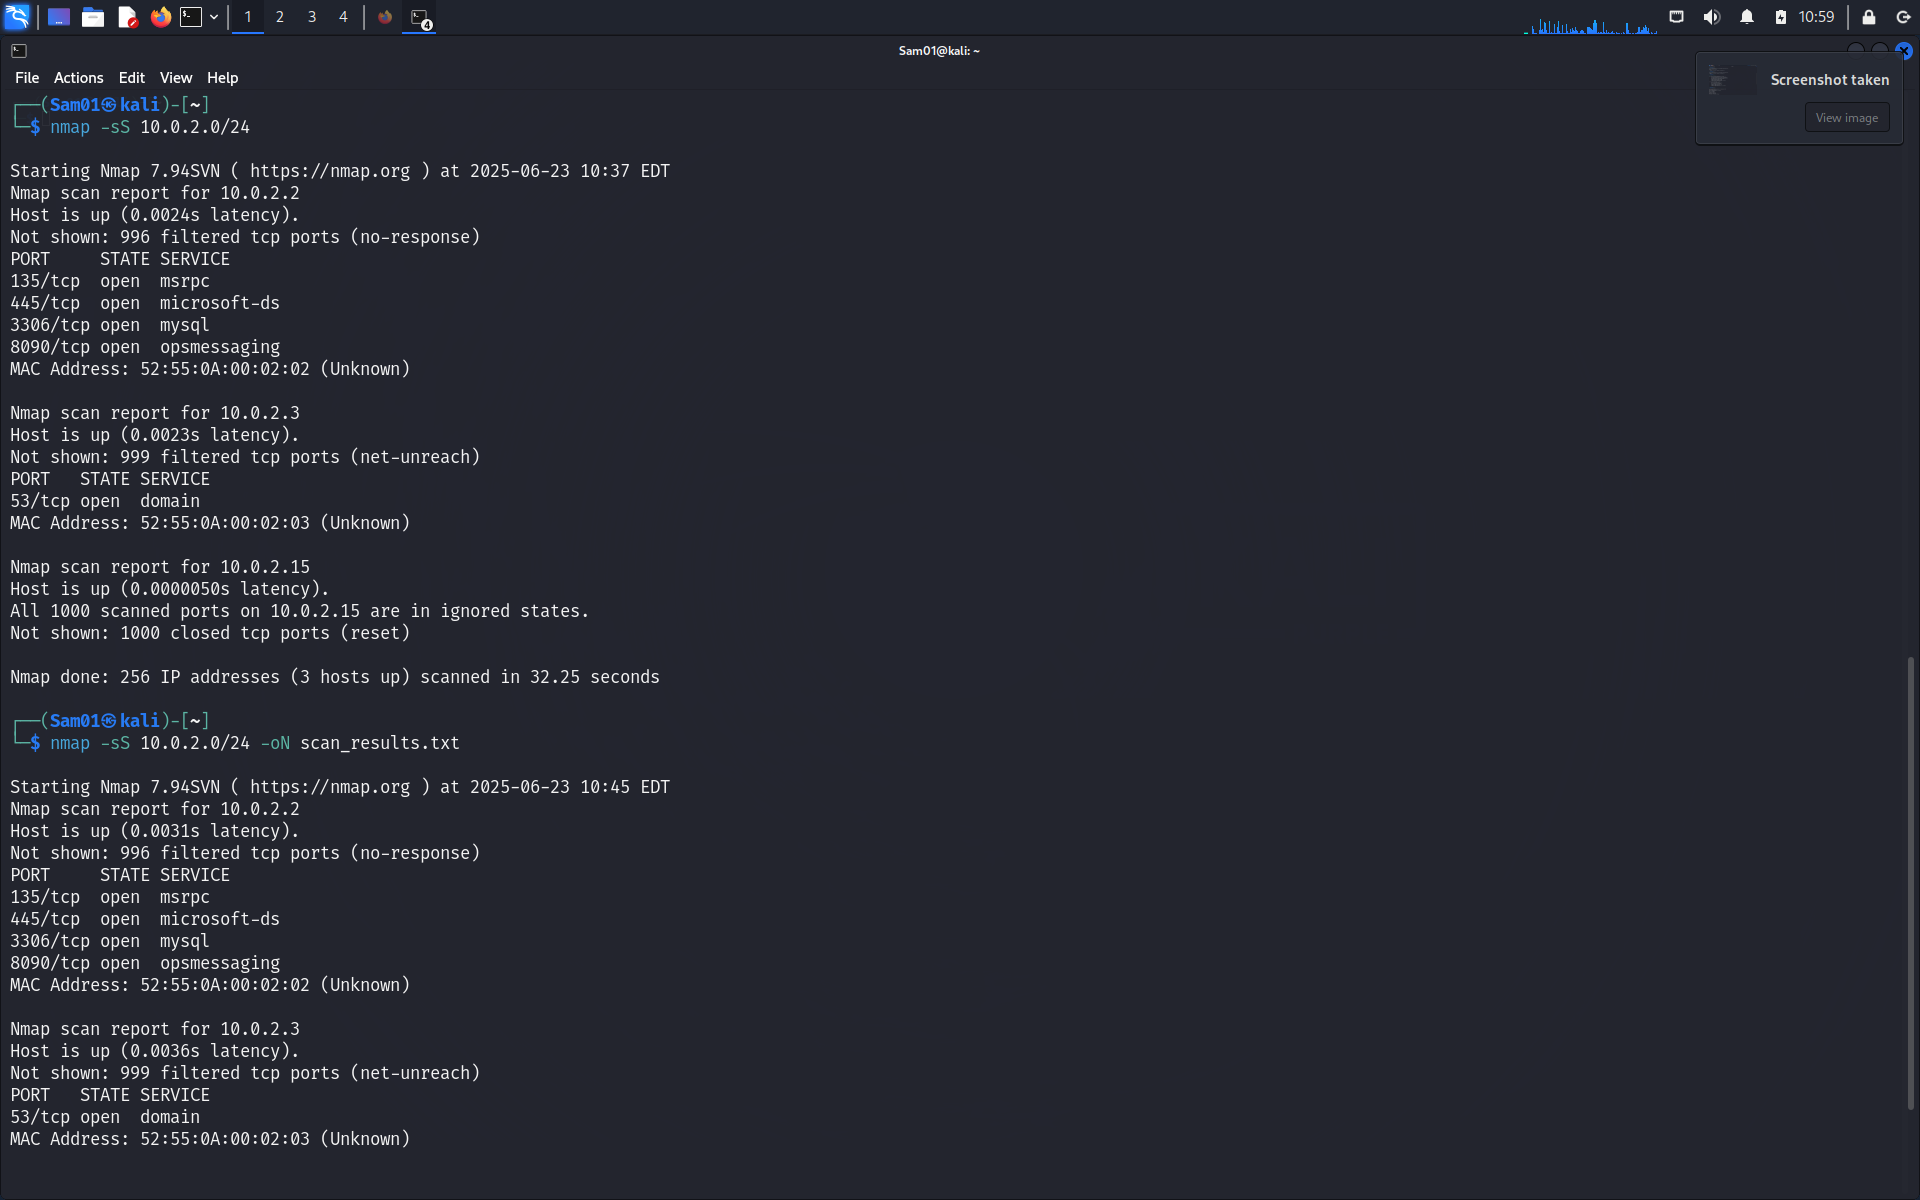 1 2 3 4
4
10:59
Sam01@kali: ~
File Actions Edit View Help
Screenshot taken
View image
┌──(Sam01㉿kali)-[~]
└─$ nmap -sS 10.0.2.0/24
Starting Nmap 7.94SVN ( https://nmap.org ) at 2025-06-23 10:37 EDT
Nmap scan report for 10.0.2.2
Host is up (0.0024s latency).
Not shown: 996 filtered tcp ports (no-response)
PORT     STATE SERVICE
135/tcp  open  msrpc
445/tcp  open  microsoft-ds
3306/tcp open  mysql
8090/tcp open  opsmessaging
MAC Address: 52:55:0A:00:02:02 (Unknown)
Nmap scan report for 10.0.2.3
Host is up (0.0023s latency).
Not shown: 999 filtered tcp ports (net-unreach)
PORT   STATE SERVICE
53/tcp open  domain
MAC Address: 52:55:0A:00:02:03 (Unknown)
Nmap scan report for 10.0.2.15
Host is up (0.0000050s latency).
All 1000 scanned ports on 10.0.2.15 are in ignored states.
Not shown: 1000 closed tcp ports (reset)
Nmap done: 256 IP addresses (3 hosts up) scanned in 32.25 seconds
┌──(Sam01㉿kali)-[~]
└─$ nmap -sS 10.0.2.0/24 -oN scan_results.txt
Starting Nmap 7.94SVN ( https://nmap.org ) at 2025-06-23 10:45 EDT
Nmap scan report for 10.0.2.2
Host is up (0.0031s latency).
Not shown: 996 filtered tcp ports (no-response)
PORT     STATE SERVICE
135/tcp  open  msrpc
445/tcp  open  microsoft-ds
3306/tcp open  mysql
8090/tcp open  opsmessaging
MAC Address: 52:55:0A:00:02:02 (Unknown)
Nmap scan report for 10.0.2.3
Host is up (0.0036s latency).
Not shown: 999 filtered tcp ports (net-unreach)
PORT   STATE SERVICE
53/tcp open  domain
MAC Address: 52:55:0A:00:02:03 (Unknown)